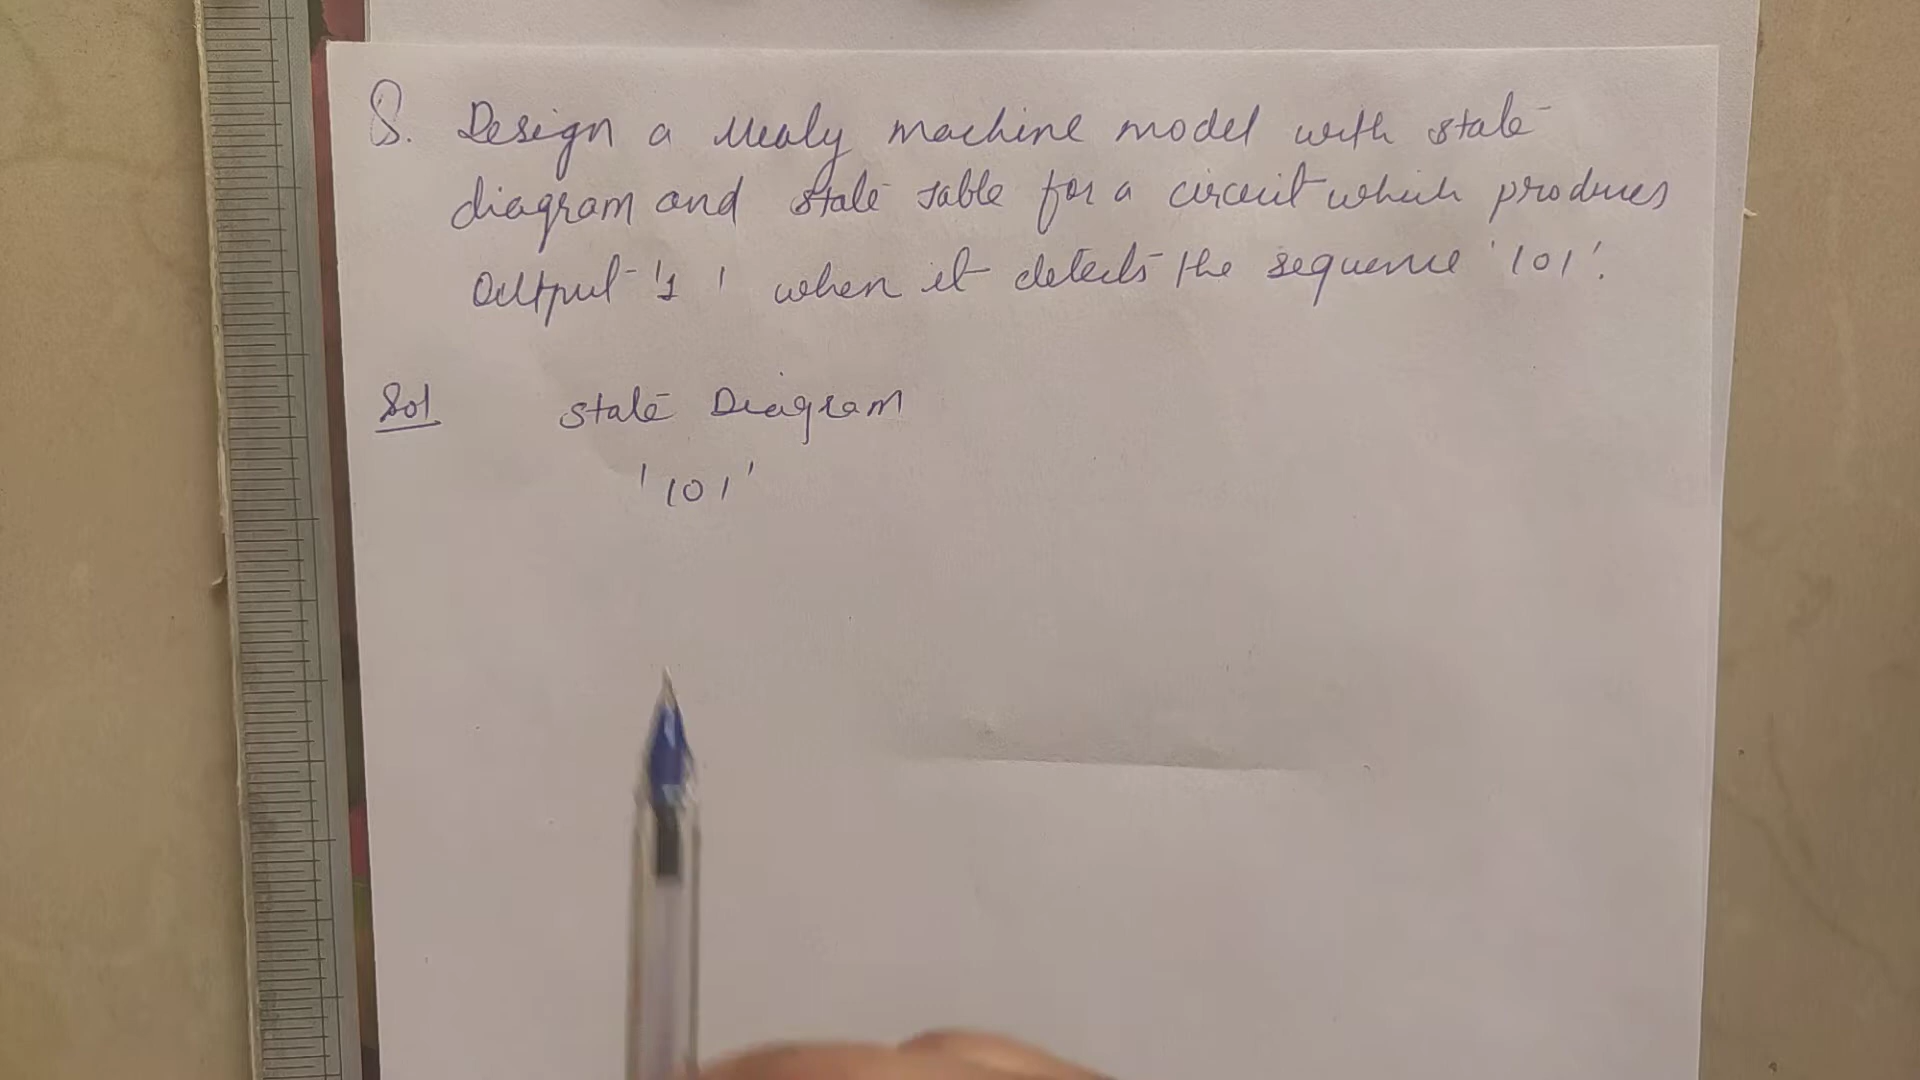 Q. Design a Mealy machine model with state
diagram and state table for a circuit which produces
Output '1' when it detects the sequence '101'.
Sol State Diagram
'101'